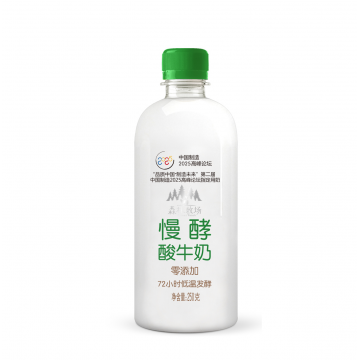 中国制造
2025高峰论坛
“品质中国•制造未来”第二届
中国制造2025高峰论坛指定用奶
慢酵
酸牛奶
零添加
72小时低温发酵
净含量:250克